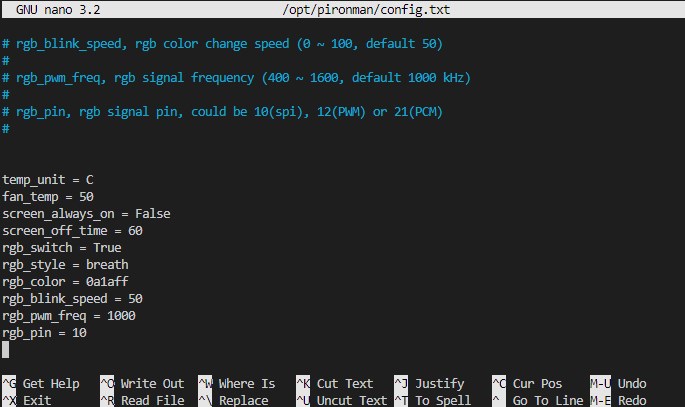 GNU nano 3.2 /opt/pironman/config.txt
# rgb_blink_speed, rgb color change speed (0 ~ 100, default 50)
#
# rgb_pwm_freq, rgb signal frequency (400 ~ 1600, default 1000 kHz)
#
# rgb_pin, rgb signal pin, could be 10(spi), 12(PWM) or 21(PCM)
#
temp_unit = C
fan_temp = 50
screen_always_on = False
screen_off_time = 60
rgb_switch = True
rgb_style = breath
rgb_color = 0a1aff
rgb_blink_speed = 50
rgb_pwm_freq = 1000
rgb_pin = 10
^G Get Help ^O Write Out ^W Where Is ^K Cut Text ^J Justify ^C Cur Pos M-U Undo
^X Exit ^R Read File ^\ Replace ^U Uncut Text ^T To Spell ^_ Go To Line M-E Redo